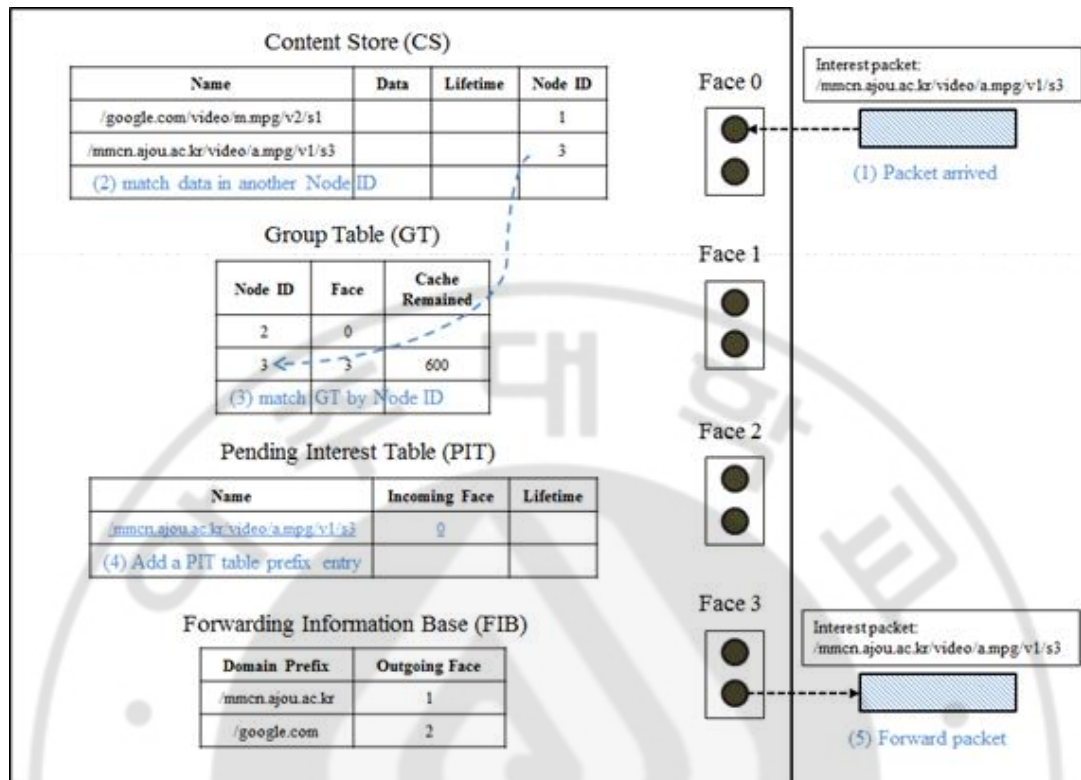 Content Store (CS)
Name Data Lifetime Node ID
/google.com/video/m.mpg/v2/s1 1
/mmcn.ajou.ac.kr/video/a.mpg/v1/s3 3
(2) match data in another Node ID
Group Table (GT)
Node ID Face Cache Remained
2 0
3 3 600
(3) match GT by Node ID
Pending Interest Table (PIT)
Name Incoming Face Lifetime
/mmcn.ajou.ac.kr/video/a.mpg/v1/s3 0
(4) Add a PIT table prefix entry
Forwarding Information Base (FIB)
Domain Prefix Outgoing Face
/mmcn.ajou.ac.kr 1
/google.com 2
Face 0
Face 1
Face 2
Face 3
Interest packet:
/mmcn.ajou.ac.kr/video/a.mpg/v1/s3
(1) Packet arrived
Interest packet:
/mmcn.ajou.ac.kr/video/a.mpg/v1/s3
(5) Forward packet
아주대학교